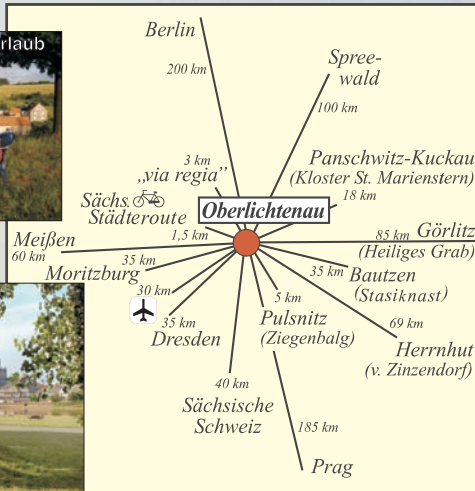 rlaub
Berlin
200 km
Spree-
wald
100 km
3 km
„via regia”
Panschwitz-Kuckau
(Kloster St. Marienstern)
18 km
Sächs.
Städteroute
1,5 km
Oberlichtenau
Meißen
60 km
85 km Görlitz
(Heiliges Grab)
Moritzburg
35 km
35 km Bautzen
(Stasiknast)
30 km
35 km
Dresden
5 km
Pulsnitz
(Ziegenbalg)
69 km
Herrnhut
(v. Zinzendorf)
40 km
Sächsische
Schweiz
185 km
Prag